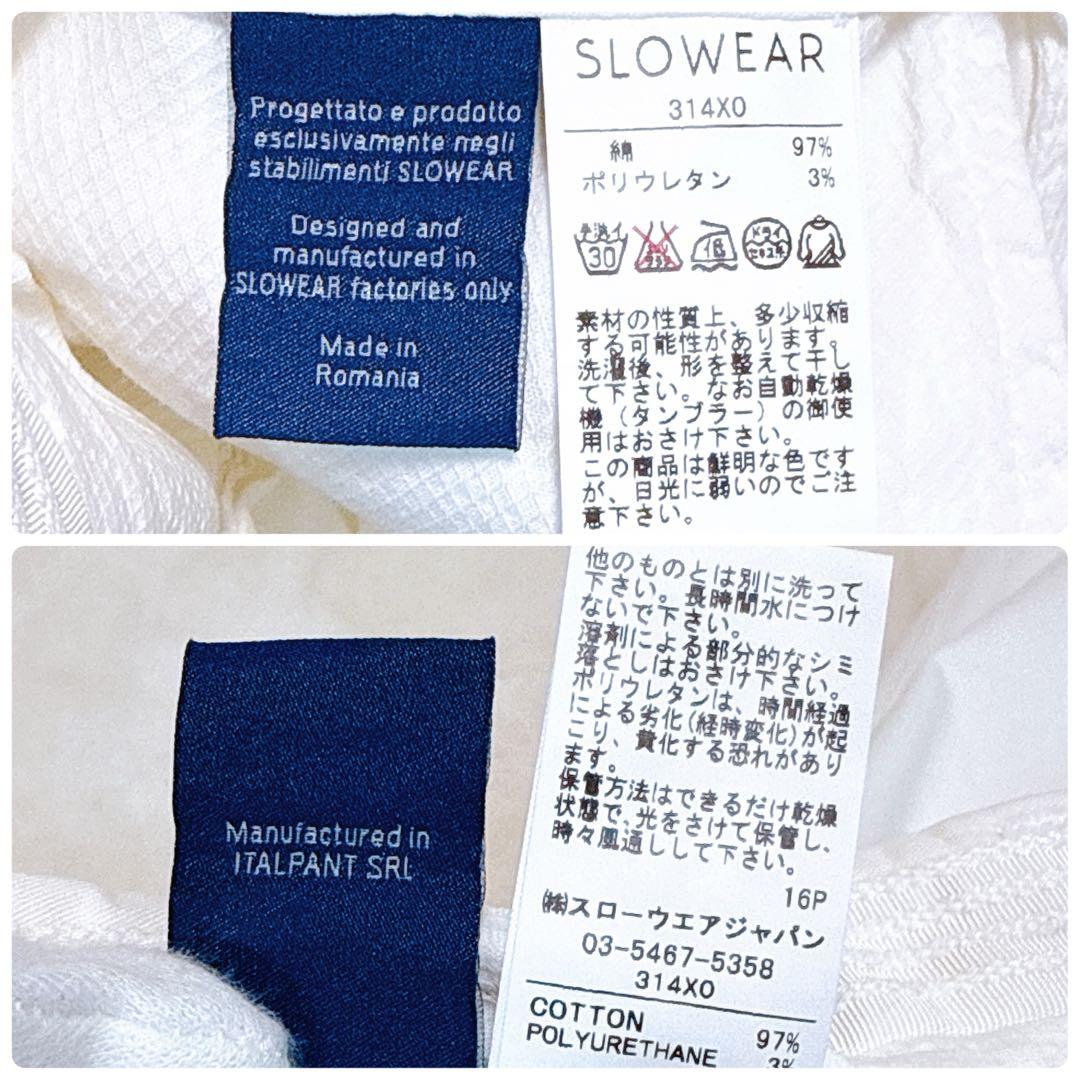 Progettato e prodotto
esclusivamente negli
stabilimenti SLOWEAR
Designed and
manufactured in
SLOWEAR factories only
Made in
Romania
SLOWEAR
314X0
綿 97%
ポリウレタン 3%
手洗イ
30
低
ドライ
セキユ系
素材の性質上、多少収縮
する可能性があります。
洗濯後、形を整えて干し
て下さい。なお自動乾燥
機(タンブラー)の御使
用はおさけ下さい。
この商品は鮮明な色です
が、日光に弱いのでご注
意下さい。
Manufactured in
ITALPANT SRL
他のものとは別に洗って
下さい。長時間水につけ
ないで下さい。
溶剤による部分的なシミ
落としはおさけ下さい。
ポリウレタンは、時間経過
による劣化(経時変化)が起
こり、黄化する恐れがあり
ます。
保管方法はできるだけ乾燥
状態で、光をさけて保管し、
時々風通しして下さい。
16P
㈱スローウエアジャパン
03-5467-5358
314X0
COTTON 97%
POLYURETHANE 3%